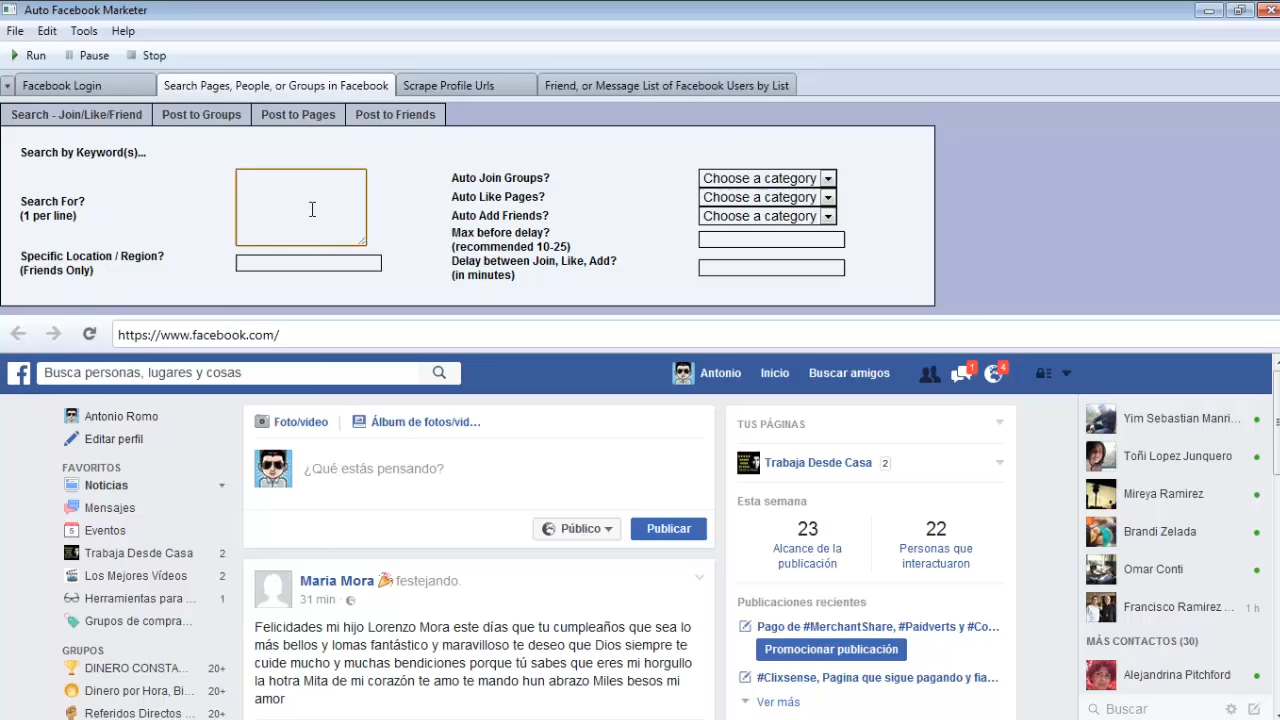 Auto Facebook Marketer
File Edit Tools Help
Run Pause Stop
Facebook Login Search Pages, People, or Groups in Facebook Scrape Profile Urls Friend, or Message List of Facebook Users by List
Search - Join/Like/Friend Post to Groups Post to Pages Post to Friends
Search by Keyword(s)...
Search For?
(1 per line)
Specific Location / Region?
(Friends Only)
Auto Join Groups? Choose a category
Auto Like Pages? Choose a category
Auto Add Friends? Choose a category
Max before delay?
(recommended 10-25)
Delay between Join, Like, Add?
(in minutes)
https://www.facebook.com/
Busca personas, lugares y cosas
Antonio Inicio Buscar amigos 1 4
Antonio Romo
Editar perfil
FAVORITOS
Noticias
Mensajes
5 Eventos
Trabaja Desde Casa 2
Los Mejores Vídeos 2
Herramientas para ... 1
Grupos de compra...
GRUPOS
DINERO CONSTA... 20+
Dinero por Hora, Bi... 20+
Referidos Directos ... 20+
Foto/video Álbum de fotos/vid...
¿Qué estás pensando?
Público Publicar
Maria Mora festejando.
31 min ·
Felicidades mi hijo Lorenzo Mora este días que tu cumpleaños que sea lo
más bellos y lomas fantástico y maravilloso te deseo que Dios siempre te
cuide mucho y muchas bendiciones porque tú sabes que eres mi horgullo
la hotra Mita de mi corazón te amo te mando hun abrazo Miles besos mi
amor
TUS PÁGINAS
Trabaja Desde Casa 2
Esta semana
23
Alcance de la
publicación
22
Personas que
interactuaron
Publicaciones recientes
Pago de #MerchantShare, #Paidverts y #Co...
Promocionar publicación
#Clixsense, Pagina que sigue pagando y fia...
Ver más
Yim Sebastian Manri...
Toñi Lopez Junquero
Mireya Ramirez
Brandi Zelada
Omar Conti
Francisco Ramirez ... 1 h
MÁS CONTACTOS (30)
Alejandrina Pitchford
Buscar